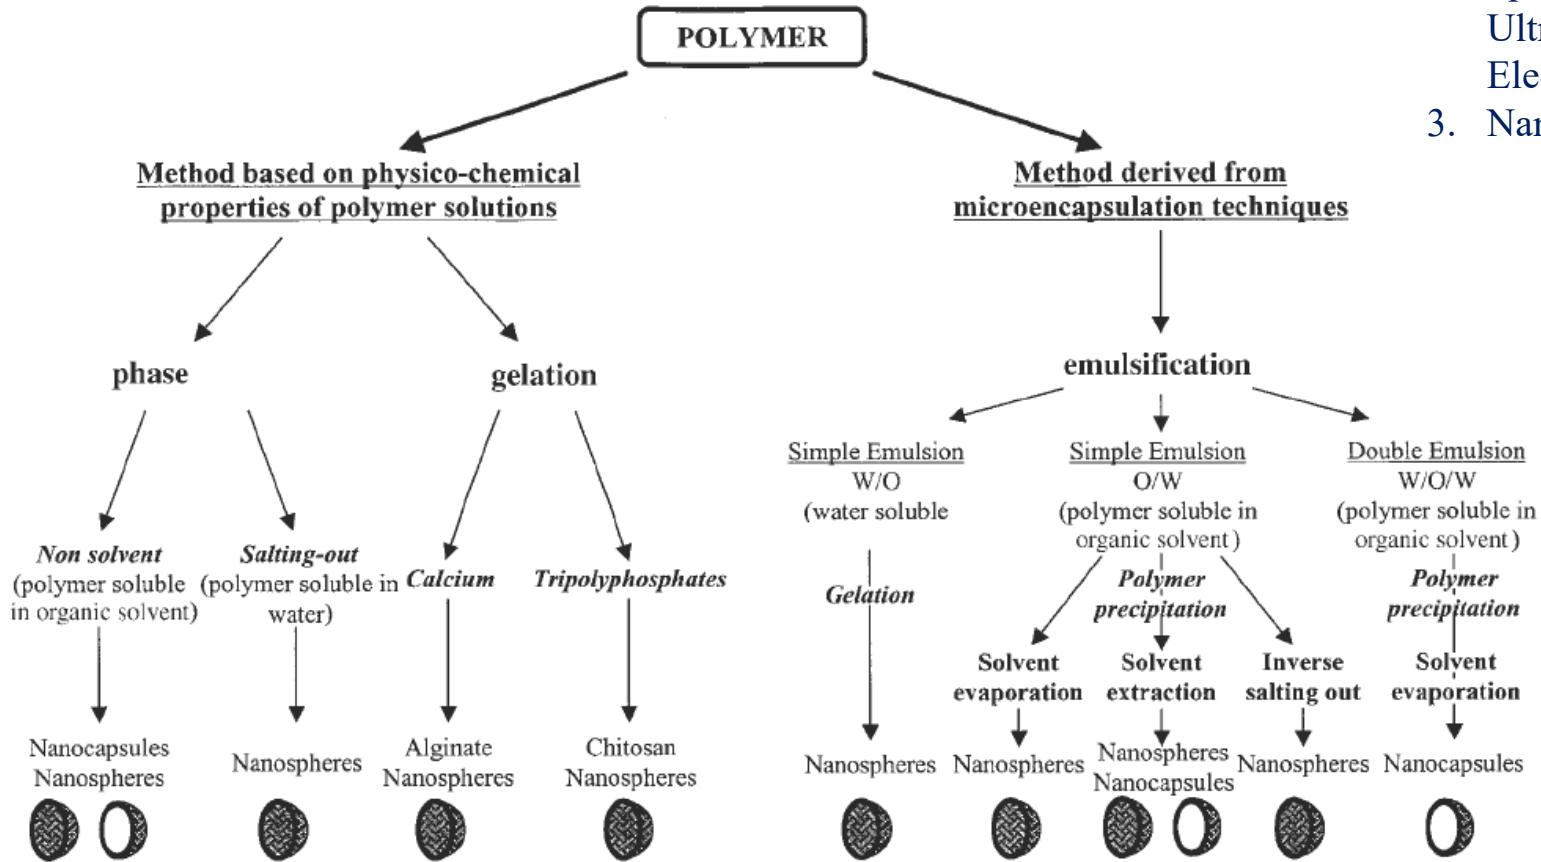 POLYMER
3.
Method based on physico-chemical
properties of polymer solutions
Method derived from
microencapsulation techniques
phase
gelation
emulsification
Simple Emulsion
W/O
(water soluble
Simple Emulsion
O/W
(polymer soluble in
organic solvent)
Double Emulsion
W/O/W
(polymer soluble in
organic solvent)
Non solvent
(polymer soluble
in organic solvent)
Salting-out
(polymer soluble in
water)
Calcium
Tripolyphosphates
Gelation
Polymer
precipitation
Polymer
precipitation
Solvent
evaporation
Solvent
extraction
Inverse
salting out
Solvent
evaporation
Nanocapsules
Nanospheres
Nanospheres
Alginate
Nanospheres
Chitosan
Nanospheres
Nanospheres
Nanospheres
Nanospheres
Nanocapsules
Nanospheres
Nanocapsules